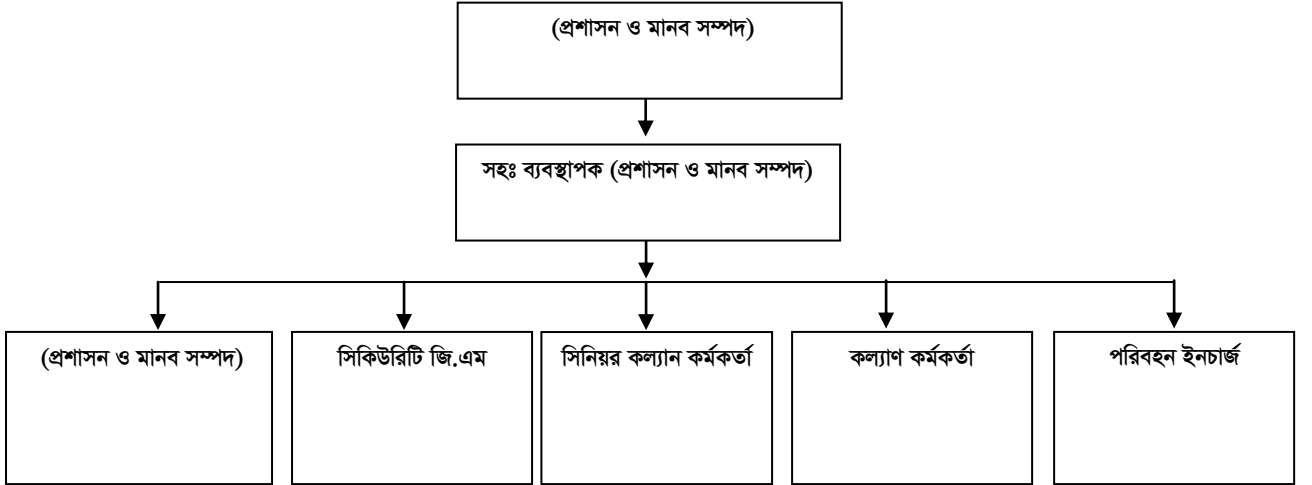 (প্রশাসন ও মানব সম্পদ)
সহঃ ব্যবস্থাপক (প্রশাসন ও মানব সম্পদ)
(প্রশাসন ও মানব সম্পদ)
সিকিউরিটি জি.এম
সিনিয়র কল্যান কর্মকর্তা
কল্যাণ কর্মকর্তা
পরিবহন ইনচার্জ